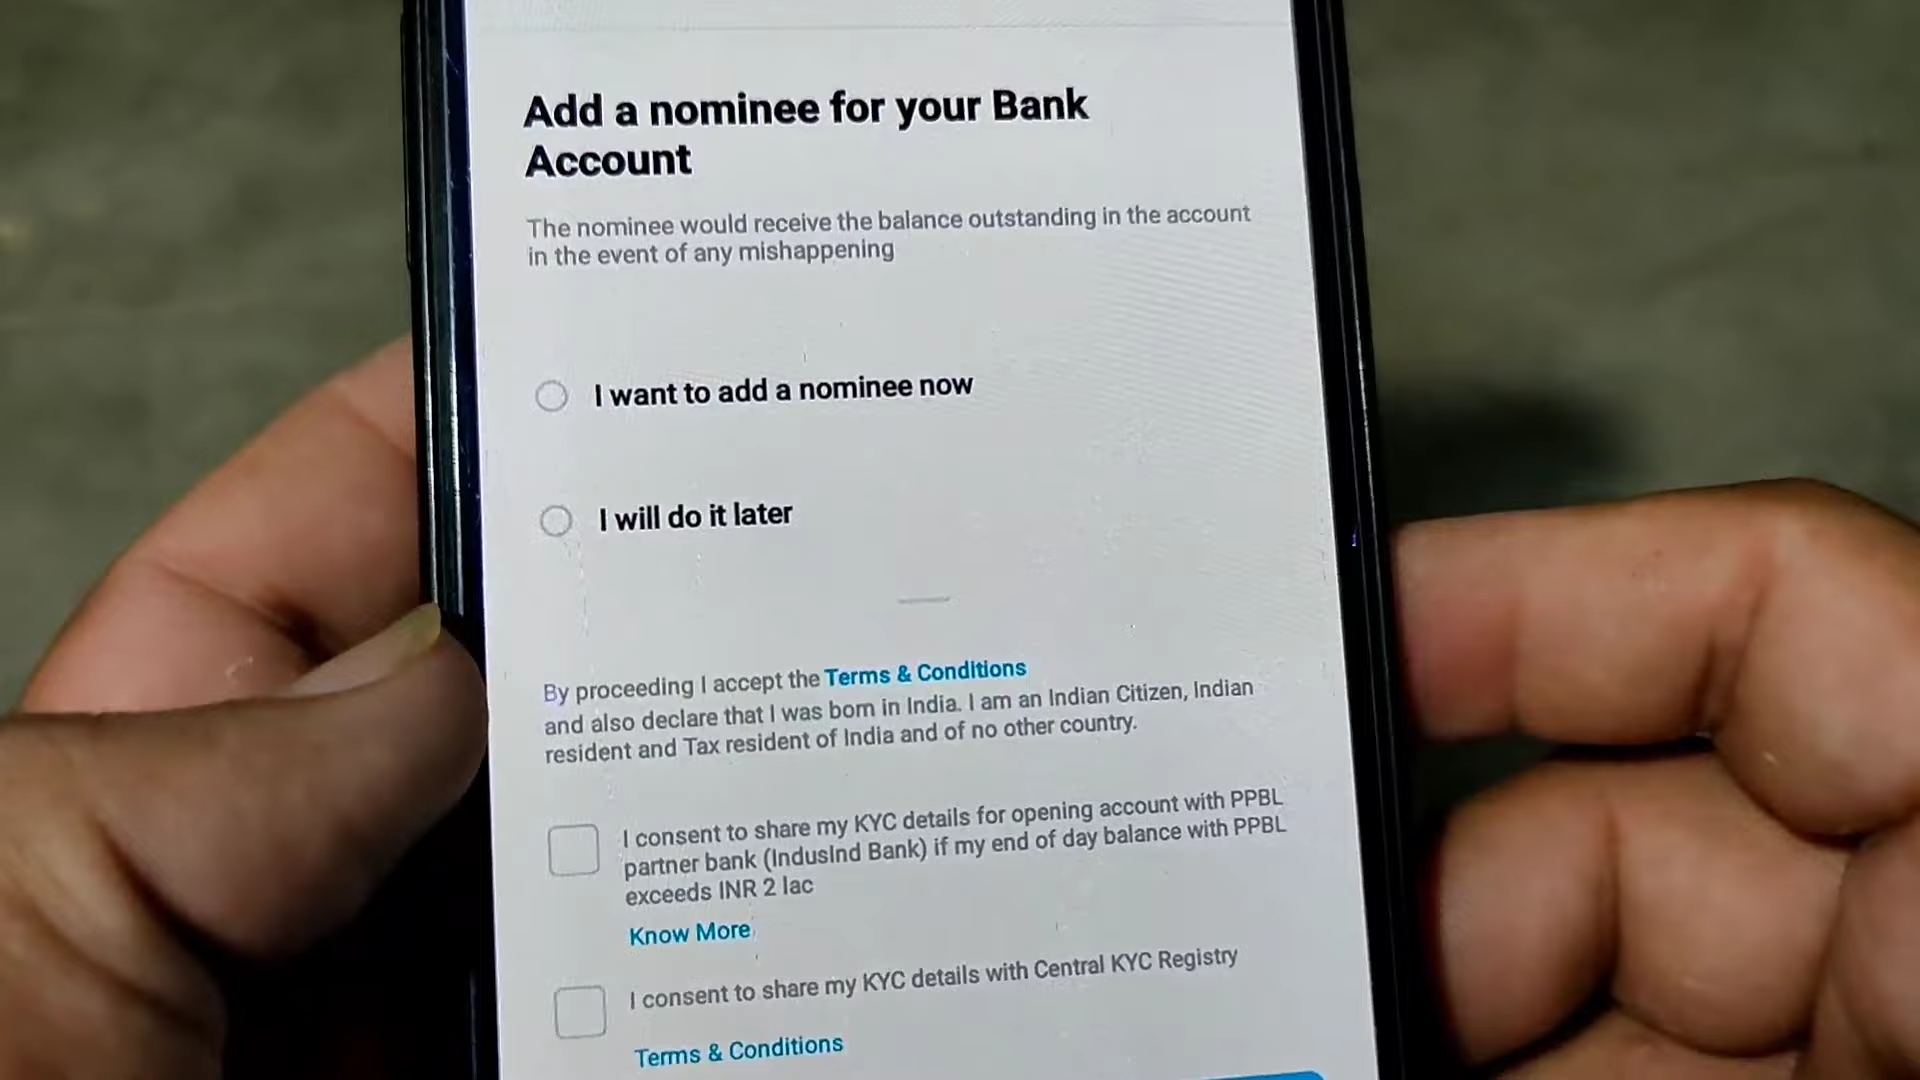 Add a nominee for your Bank
Account
The nominee would receive the balance outstanding in the account
in the event of any mishappening
I want to add a nominee now
I will do it later
By proceeding I accept the Terms & Conditions
and also declare that I was born in India. I am an Indian Citizen, Indian
resident and Tax resident of India and of no other country.
I consent to share my KYC details for opening account with PPBL
partner bank (IndusInd Bank) if my end of day balance with PPBL
exceeds INR 2 lac
Know More
I consent to share my KYC details with Central KYC Registry
Terms & Conditions